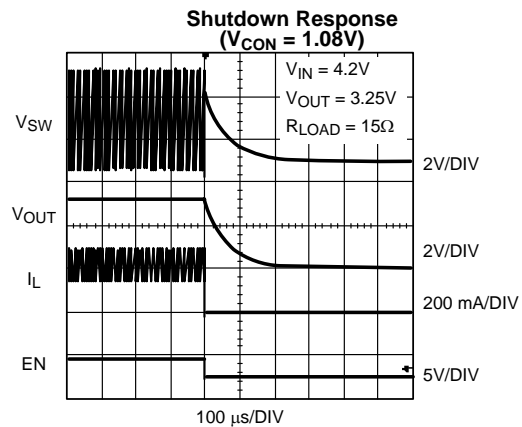 Shutdown Response
(VCON = 1.08V)
VIN = 4.2V
VOUT = 3.25V
RLOAD = 15Ω
VSW
2V/DIV
VOUT
2V/DIV
IL
200 mA/DIV
EN
5V/DIV
100 µs/DIV